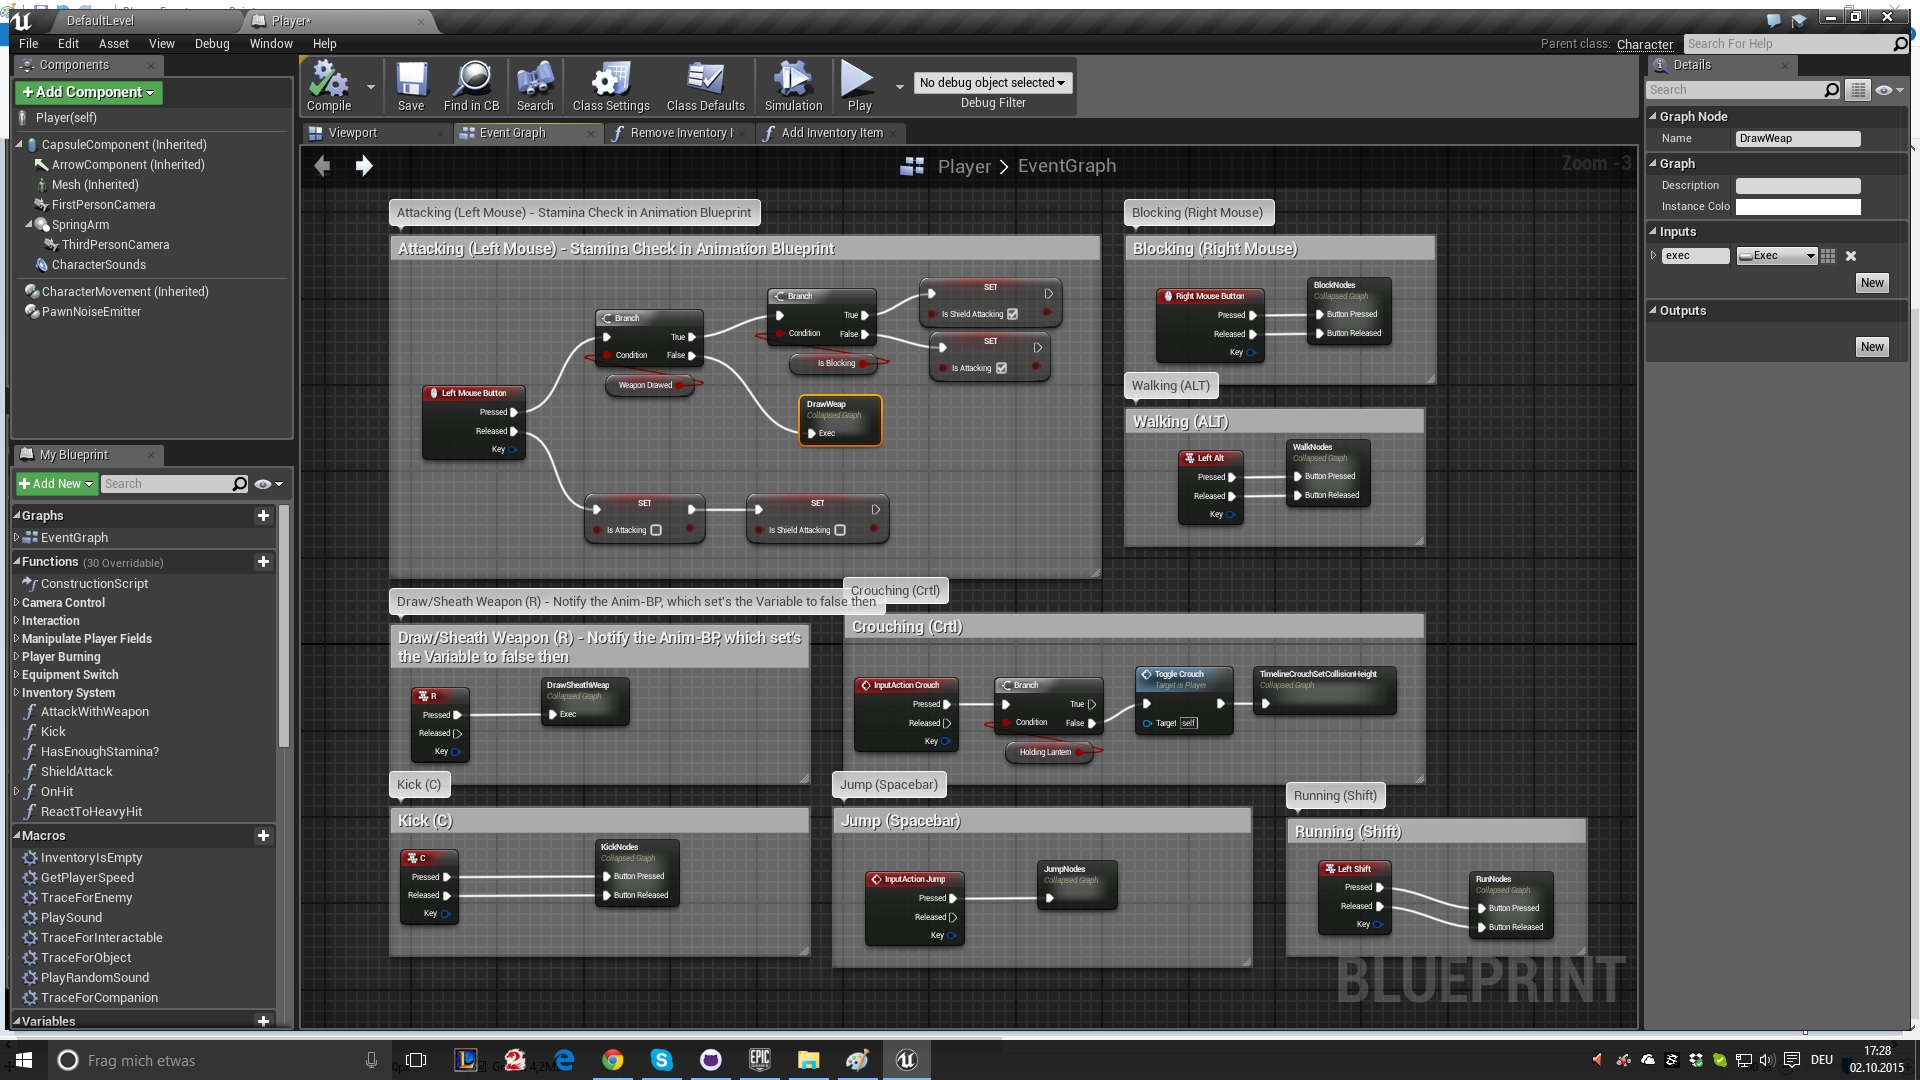 DefaultLevel
Player*
File Edit Asset View Debug Window Help
Parent class: Character
Search For Help
Components
+Add Component
Player(self)
CapsuleComponent (Inherited)
ArrowComponent (Inherited)
Mesh (Inherited)
FirstPersonCamera
SpringArm
ThirdPersonCamera
CharacterSounds
CharacterMovement (Inherited)
PawnNoiseEmitter
My Blueprint
+Add New
Search
Graphs
EventGraph
Functions (30 Overridable)
ConstructionScript
Camera Control
Interaction
Manipulate Player Fields
Player Burning
Equipment Switch
Inventory System
AttackWithWeapon
Kick
HasEnoughStamina?
ShieldAttack
OnHit
ReactToHeavyHit
Macros
InventoryIsEmpty
GetPlayerSpeed
TraceForEnemy
PlaySound
TraceForInteractable
TraceForObject
PlayRandomSound
TraceForCompanion
Variables
Compile
Save
Find in CB
Search
Class Settings
Class Defaults
Simulation
Play
No debug object selected
Debug Filter
Viewport
Event Graph
Remove Inventory I
Add Inventory Item
Player > EventGraph
Zoom -3
Attacking (Left Mouse) - Stamina Check in Animation Blueprint
Attacking (Left Mouse) - Stamina Check in Animation Blueprint
Left Mouse Button
Pressed
Released
Key
Branch
True
Condition
False
Weapon Drawed
Branch
True
Condition
False
Is Blocking
SET
Is Shield Attacking
SET
Is Attacking
DrawWeap
Collapsed Graph
Exec
SET
Is Attacking
SET
Is Shield Attacking
Blocking (Right Mouse)
Blocking (Right Mouse)
Right Mouse Button
Pressed
Released
Key
BlockNodes
Collapsed Graph
Button Pressed
Button Released
Walking (ALT)
Walking (ALT)
Left Alt
Pressed
Released
Key
WalkNodes
Collapsed Graph
Button Pressed
Button Released
Draw/Sheath Weapon (R) - Notify the Anim-BP, which set's the Variable to false then
Draw/Sheath Weapon (R) - Notify the Anim-BP, which set's
the Variable to false then
R
Pressed
Released
Key
DrawSheathWeap
Collapsed Graph
Exec
Crouching (Crtl)
Crouching (Crtl)
InputAction Crouch
Pressed
Released
Key
Branch
True
Condition
False
Holding Lantern
Toggle Crouch
Target is Player
Target self
TimelineCrouchSetCollisionHeight
Collapsed Graph
Kick (C)
Kick (C)
C
Pressed
Released
Key
KickNodes
Collapsed Graph
Button Pressed
Button Released
Jump (Spacebar)
Jump (Spacebar)
InputAction Jump
Pressed
Released
Key
JumpNodes
Collapsed Graph
Running (Shift)
Running (Shift)
Left Shift
Pressed
Released
Key
RunNodes
Collapsed Graph
Button Pressed
Button Released
BLUEPRINT
Details
Search
Graph Node
Name DrawWeap
Graph
Description
Instance Colo
Inputs
exec Exec
New
Outputs
New
Frag mich etwas
EPIC
DEU
17:28
02.10.2015